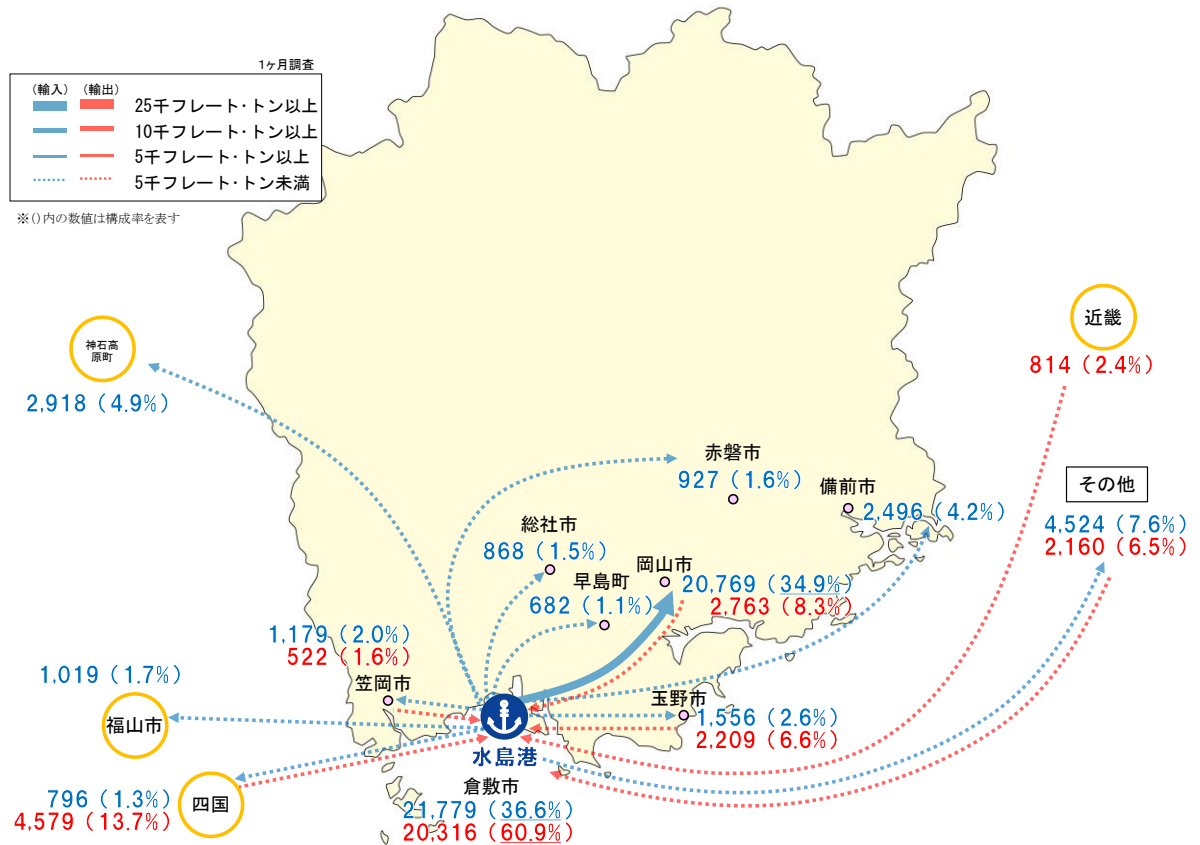 1ヶ月調査
(輸入) (輸出)
25千フレート･トン以上
10千フレート･トン以上
5千フレート･トン以上
5千フレート･トン未満
※()内の数値は構成率を表す
神石高
原町
2,918（4.9%）
近畿
814（2.4%）
赤磐市
927（1.6%）
備前市
2,496（4.2%）
その他
4,524（7.6%）
2,160（6.5%）
総社市
868（1.5%）
早島町
682（1.1%）
岡山市
20,769（34.9%）
2,763（8.3%）
1,179（2.0%）
522（1.6%）
笠岡市
1,019（1.7%）
福山市
玉野市
1,556（2.6%）
2,209（6.6%）
水島港
倉敷市
21,779（36.6%）
20,316（60.9%）
四国
796（1.3%）
4,579（13.7%）